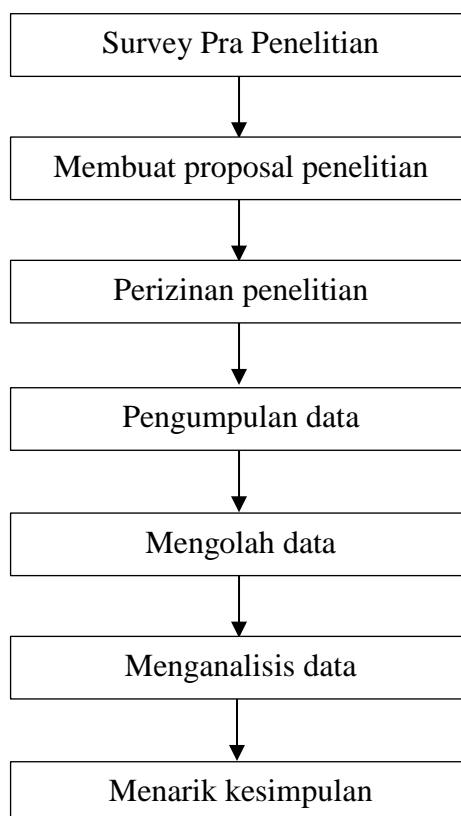 Survey Pra Penelitian
Membuat proposal penelitian
Perizinan penelitian
Pengumpulan data
Mengolah data
Menganalisis data
Menarik kesimpulan